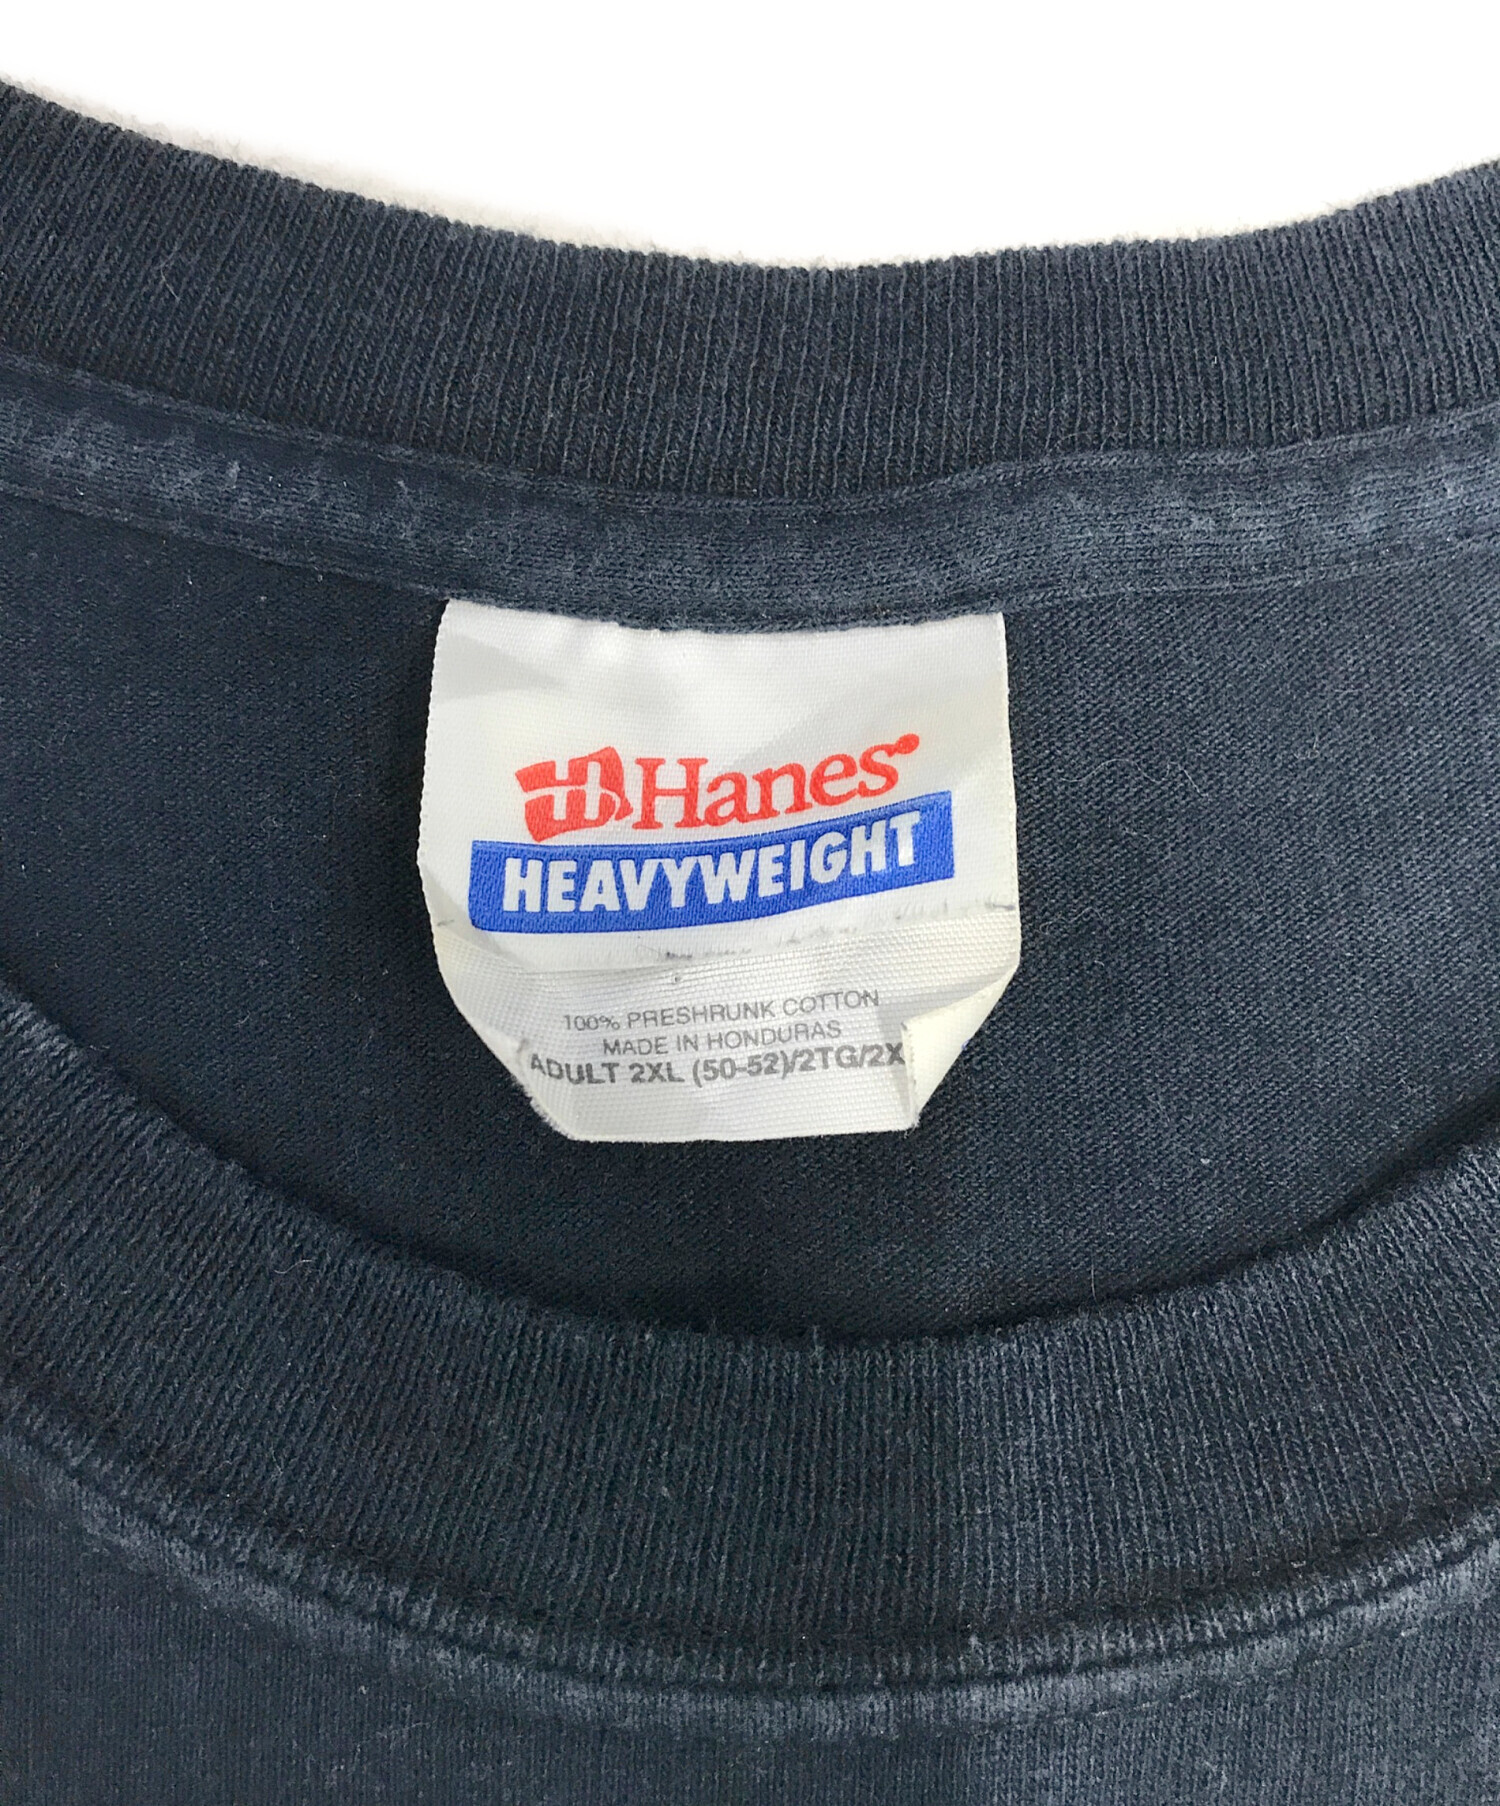 Hanes
HEAVYWEIGHT
100% PRESHRUNK COTTON
MADE IN HONDURAS
ADULT 2XL (50-52)/2TG/2X